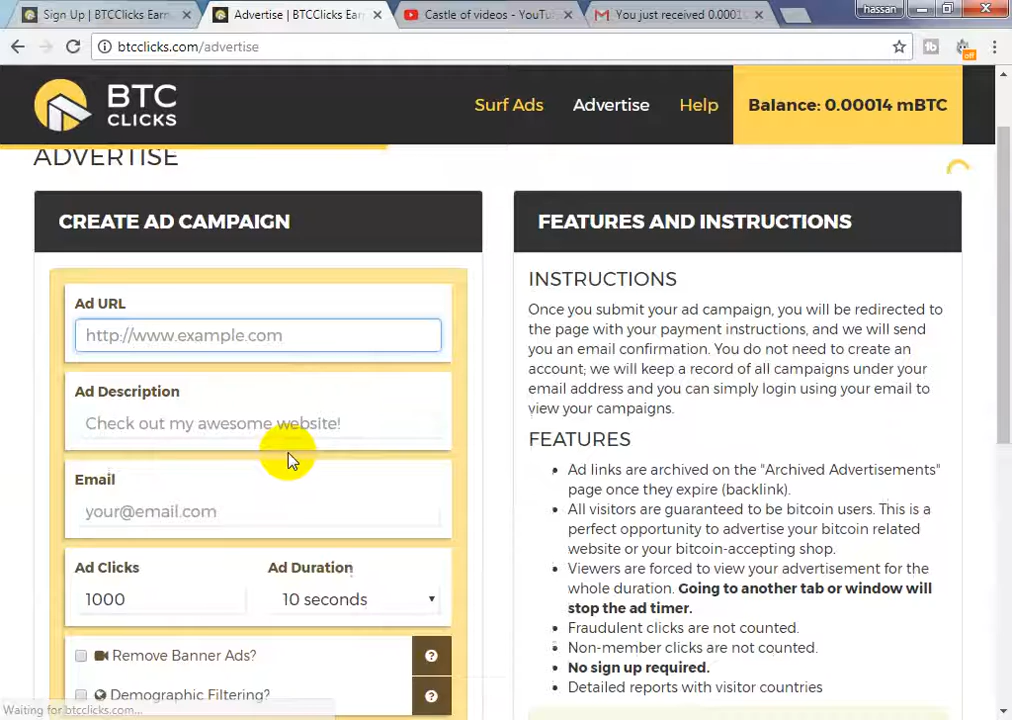 Sign Up | BTCClicks Earn
Advertise | BTCClicks Earn
Castle of videos - YouTu
You just received 0.0001
hassan
btcclicks.com/advertise
BTC
CLICKS
Surf Ads
Advertise
Help
Balance: 0.00014 mBTC
ADVERTISE
CREATE AD CAMPAIGN
Ad URL
http://www.example.com
Ad Description
Check out my awesome website!
Email
your@email.com
Ad Clicks
Ad Duration
1000
10 seconds
Remove Banner Ads?
Demographic Filtering?
Waiting for btcclicks.com...
FEATURES AND INSTRUCTIONS
INSTRUCTIONS
Once you submit your ad campaign, you will be redirected to
the page with your payment instructions, and we will send
you an email confirmation. You do not need to create an
account; we will keep a record of all campaigns under your
email address and you can simply login using your email to
view your campaigns.
FEATURES
Ad links are archived on the "Archived Advertisements"
page once they expire (backlink).
All visitors are guaranteed to be bitcoin users. This is a
perfect opportunity to advertise your bitcoin related
website or your bitcoin-accepting shop.
Viewers are forced to view your advertisement for the
whole duration. Going to another tab or window will
stop the ad timer.
Fraudulent clicks are not counted.
Non-member clicks are not counted.
No sign up required.
Detailed reports with visitor countries